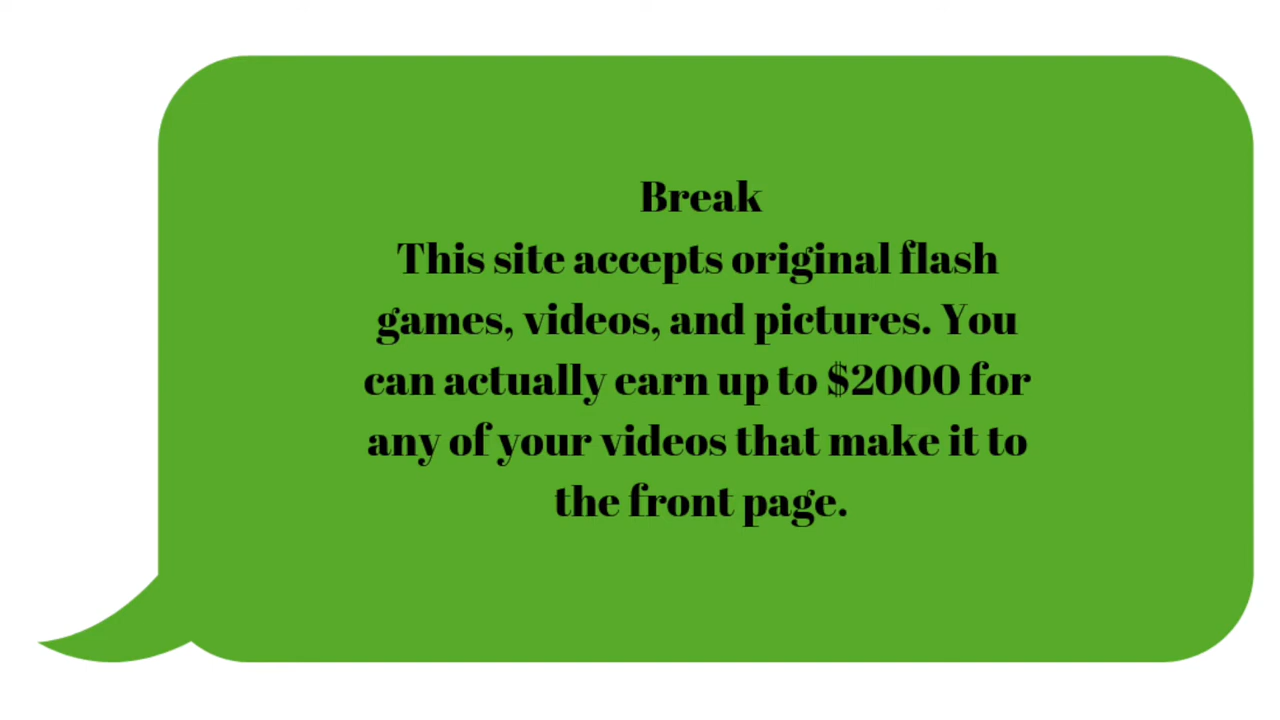 Break
This site accepts original flash
games, videos, and pictures. You
can actually earn up to $2000 for
any of your videos that make it to
the front page.